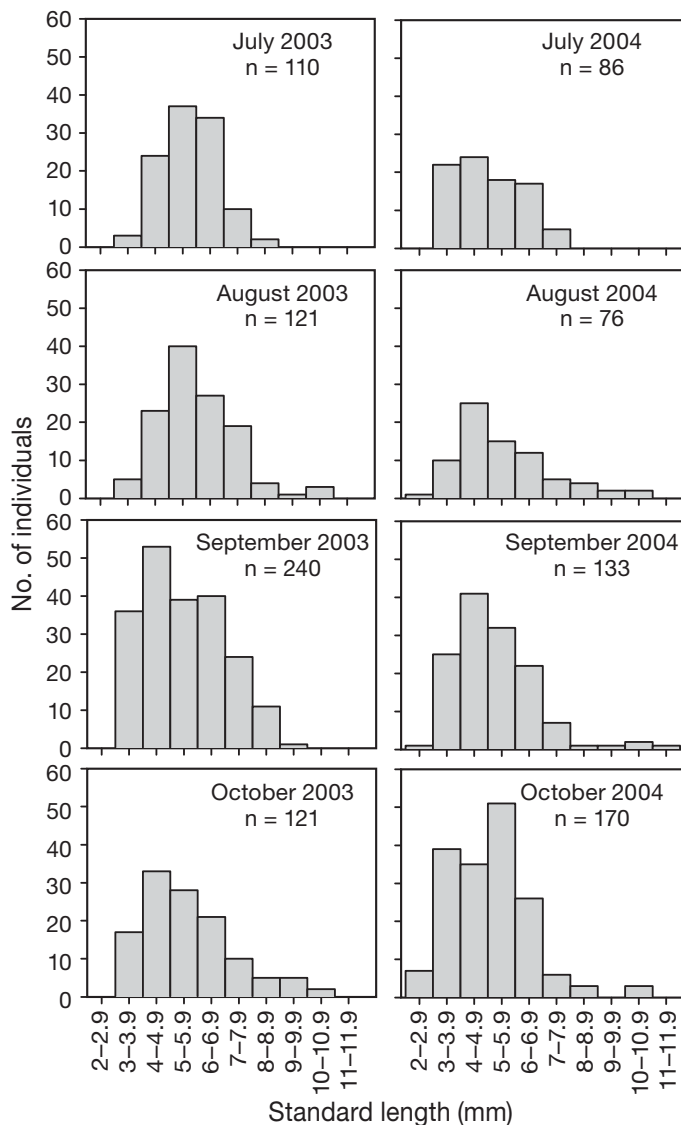 No. of individuals
60
50
40
30
20
10
0
July 2003
n = 110
July 2004
n = 86
60
50
40
30
20
10
0
August 2003
n = 121
August 2004
n = 76
60
50
40
30
20
10
0
September 2003
n = 240
September 2004
n = 133
60
50
40
30
20
10
0
October 2003
n = 121
October 2004
n = 170
2–2.9
3–3.9
4–4.9
5–5.9
6–6.9
7–7.9
8–8.9
9–9.9
10–10.9
11–11.9
2–2.9
3–3.9
4–4.9
5–5.9
6–6.9
7–7.9
8–8.9
9–9.9
10–10.9
11–11.9
Standard length (mm)